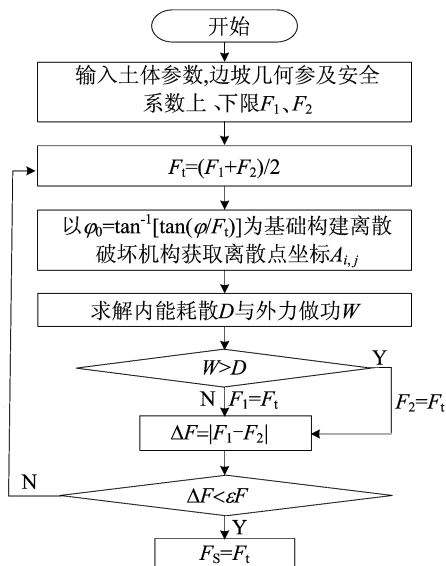 开始
输入土体参数,边坡几何参及安全
系数上、下限F₁、F₂
Fₜ=(F₁+F₂)/2
以φ₀=tan⁻¹[tan(φ/Fₜ)]为基础构建离散
破坏机构获取离散点坐标Aᵢ,ⱼ
求解内能耗散D与外力做功W
W>D
Y
N
F₁=Fₜ
F₂=Fₜ
ΔF=|F₁−F₂|
N
ΔF<εF
Y
F_S=Fₜ